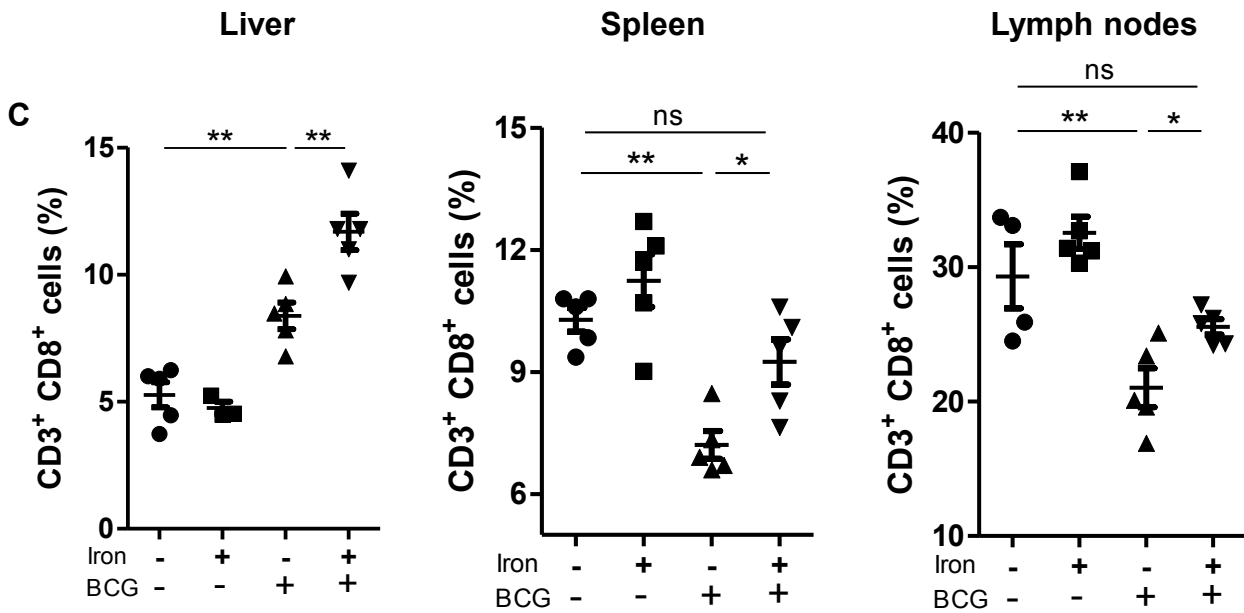 Liver
Spleen
Lymph nodes
C
CD3+ CD8+ cells (%)
15
10
5
0
** **
Iron - + - +
BCG - - + +
CD3+ CD8+ cells (%)
15
12
9
6
ns
** *
Iron - + - +
BCG - - + +
CD3+ CD8+ cells (%)
40
30
20
10
ns
** *
Iron - + - +
BCG - - + +